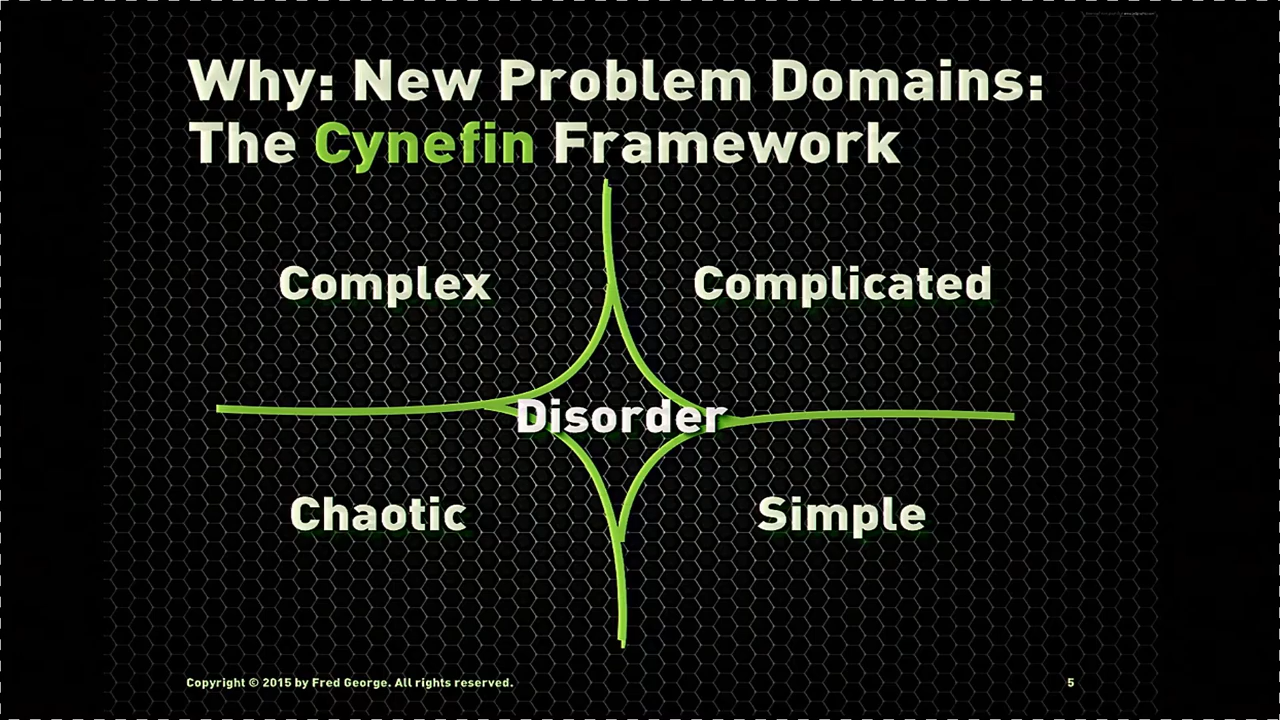 Why: New Problem Domains:
The Cynefin Framework
Complex
Complicated
Disorder
Chaotic
Simple
Copyright © 2015 by Fred George. All rights reserved.
5